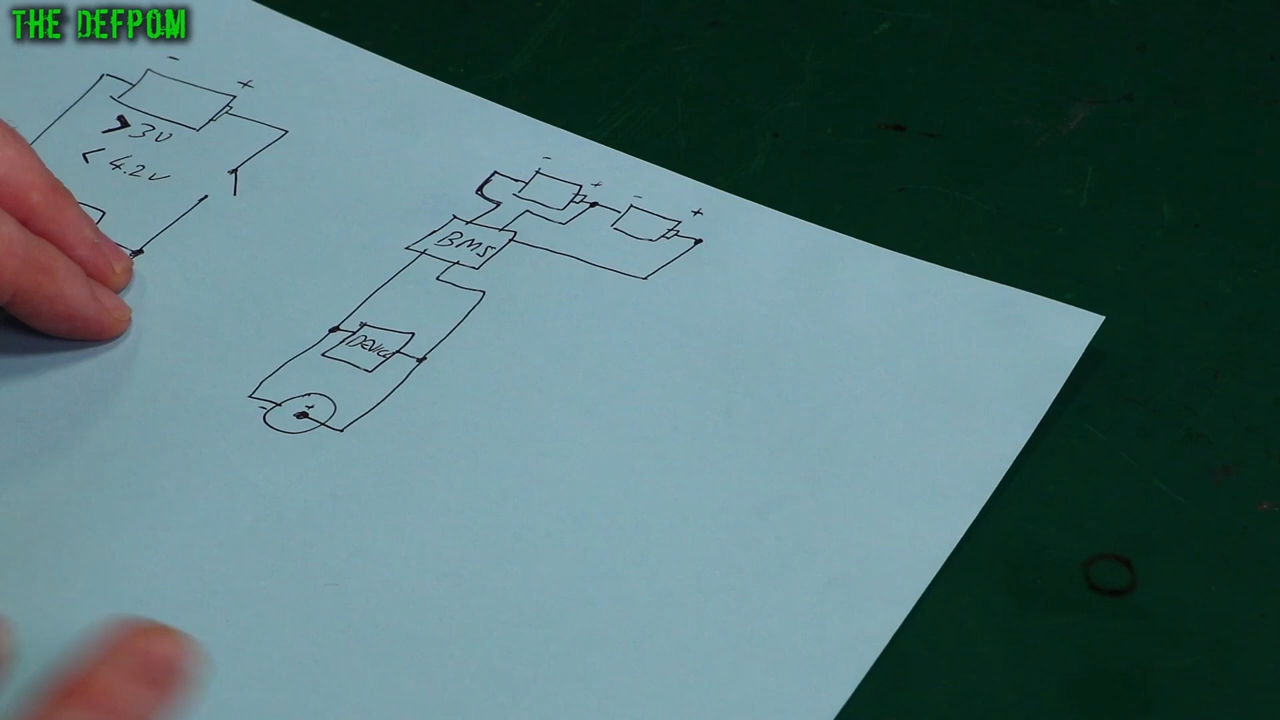 THE DEFPOM
- +
>3V
<4.2V
- + - +
BMS
DEVICE
- +